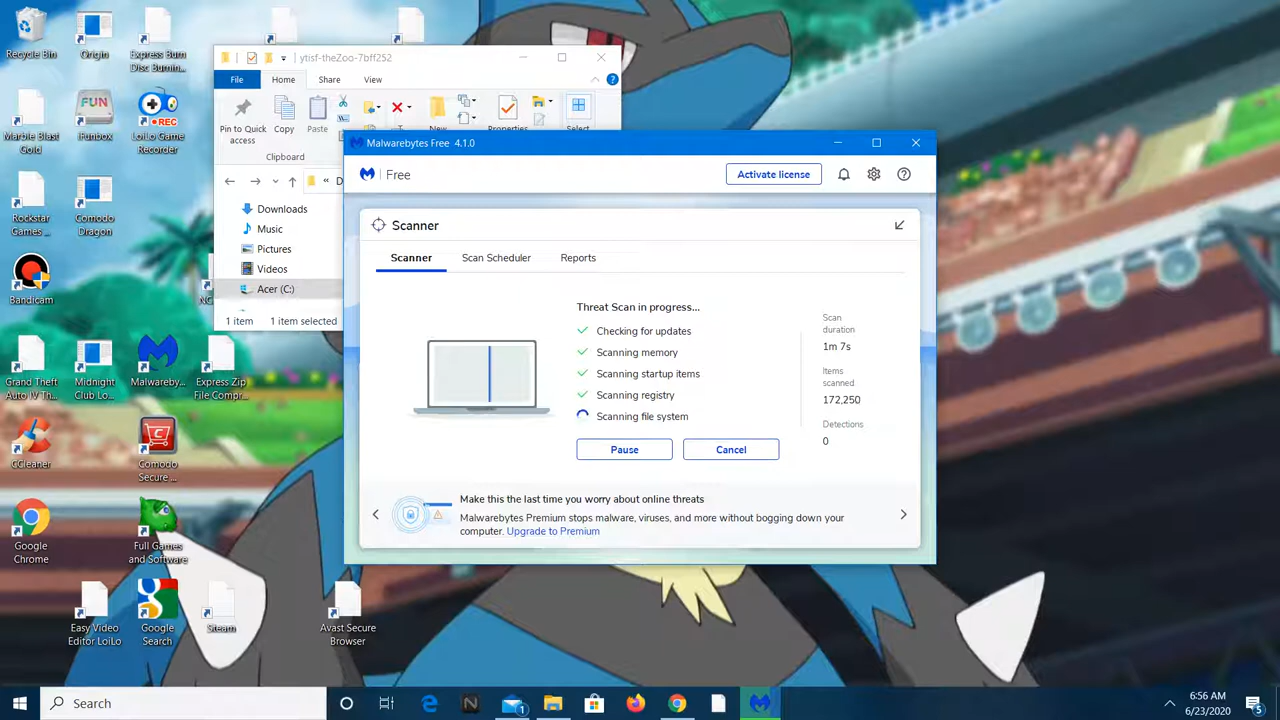 Recycle Bin
Origin
Express Burn
Disc Burnin...
Marble Blast
Gold
FUN
iFunbox
REC
LoiLo Game
Recorder
Rockstar
Games ...
Comodo
Dragon
Bandicam
NC
Grand Theft
Auto IV Th...
Midnight
Club Lo...
Malwareby...
Express Zip
File Compr...
CCleaner
Comodo
Secure ...
Google
Chrome
Full Games
and Software
Easy Video
Editor LoiLo
Google
Search
Steam
Avast Secure
Browser
ytisf-theZoo-7bff252
File
Home
Share
View
Pin to Quick
access
Copy
Paste
New
Properties
Select
Clipboard
« D
Downloads
Music
Pictures
Videos
Acer (C:)
1 item
1 item selected
Malwarebytes Free 4.1.0
Free
Activate license
Scanner
Scanner
Scan Scheduler
Reports
Threat Scan in progress...
Checking for updates
Scanning memory
Scanning startup items
Scanning registry
Scanning file system
Pause
Cancel
Scan
duration
1m 7s
Items
scanned
172,250
Detections
0
Make this the last time you worry about online threats
Malwarebytes Premium stops malware, viruses, and more without bogging down your
computer. Upgrade to Premium
Search
N
1
6:56 AM
6/23/2020
5